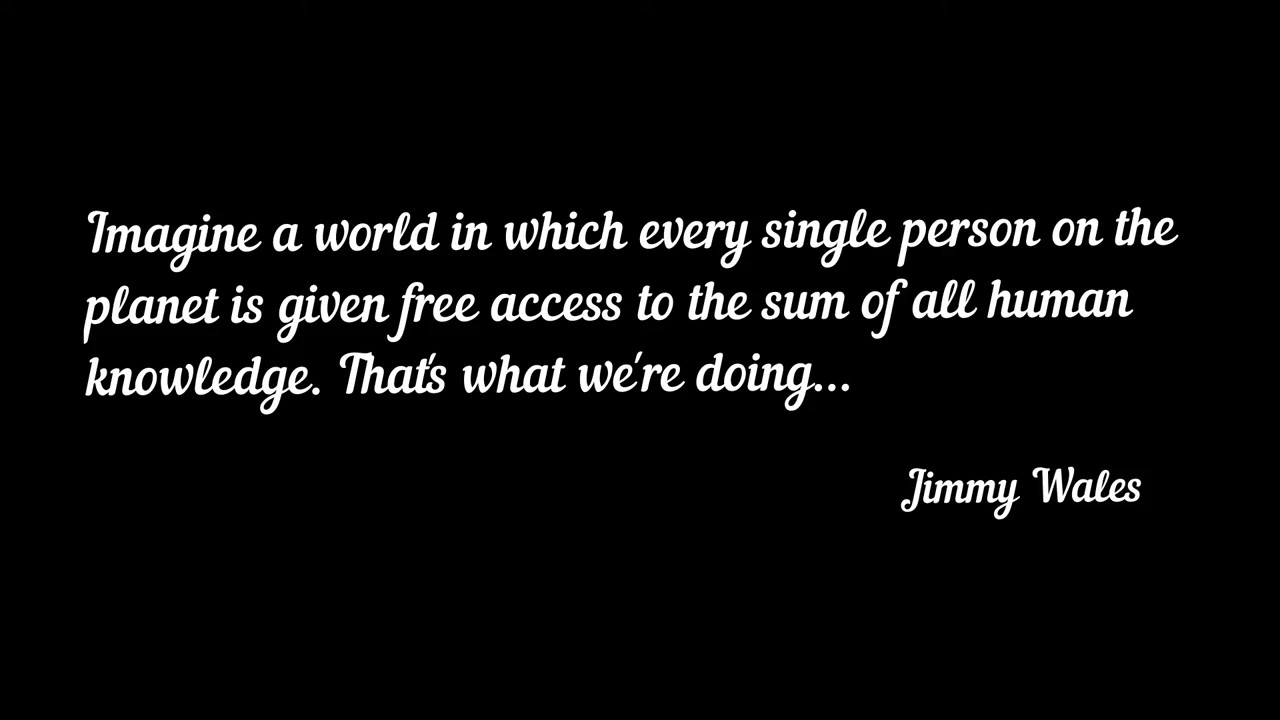 Imagine a world in which every single person on the
planet is given free access to the sum of all human
knowledge. That's what we're doing...
Jimmy Wales